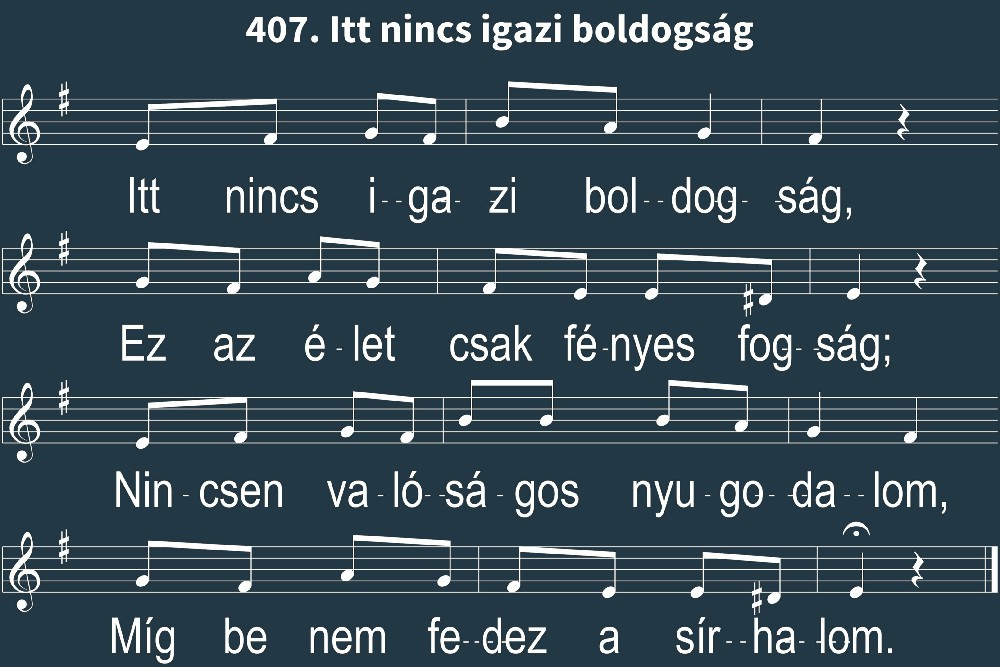 407. Itt nincs igazi boldogság
Itt nincs i--ga- zi bol--dog- -ság,
Ez az é-let csak fé-nyes fog- -ság;
Nin-csen va-ló--sá-gos nyu-go--da--lom,
Míg be nem fe--dez a sír--ha-lom.